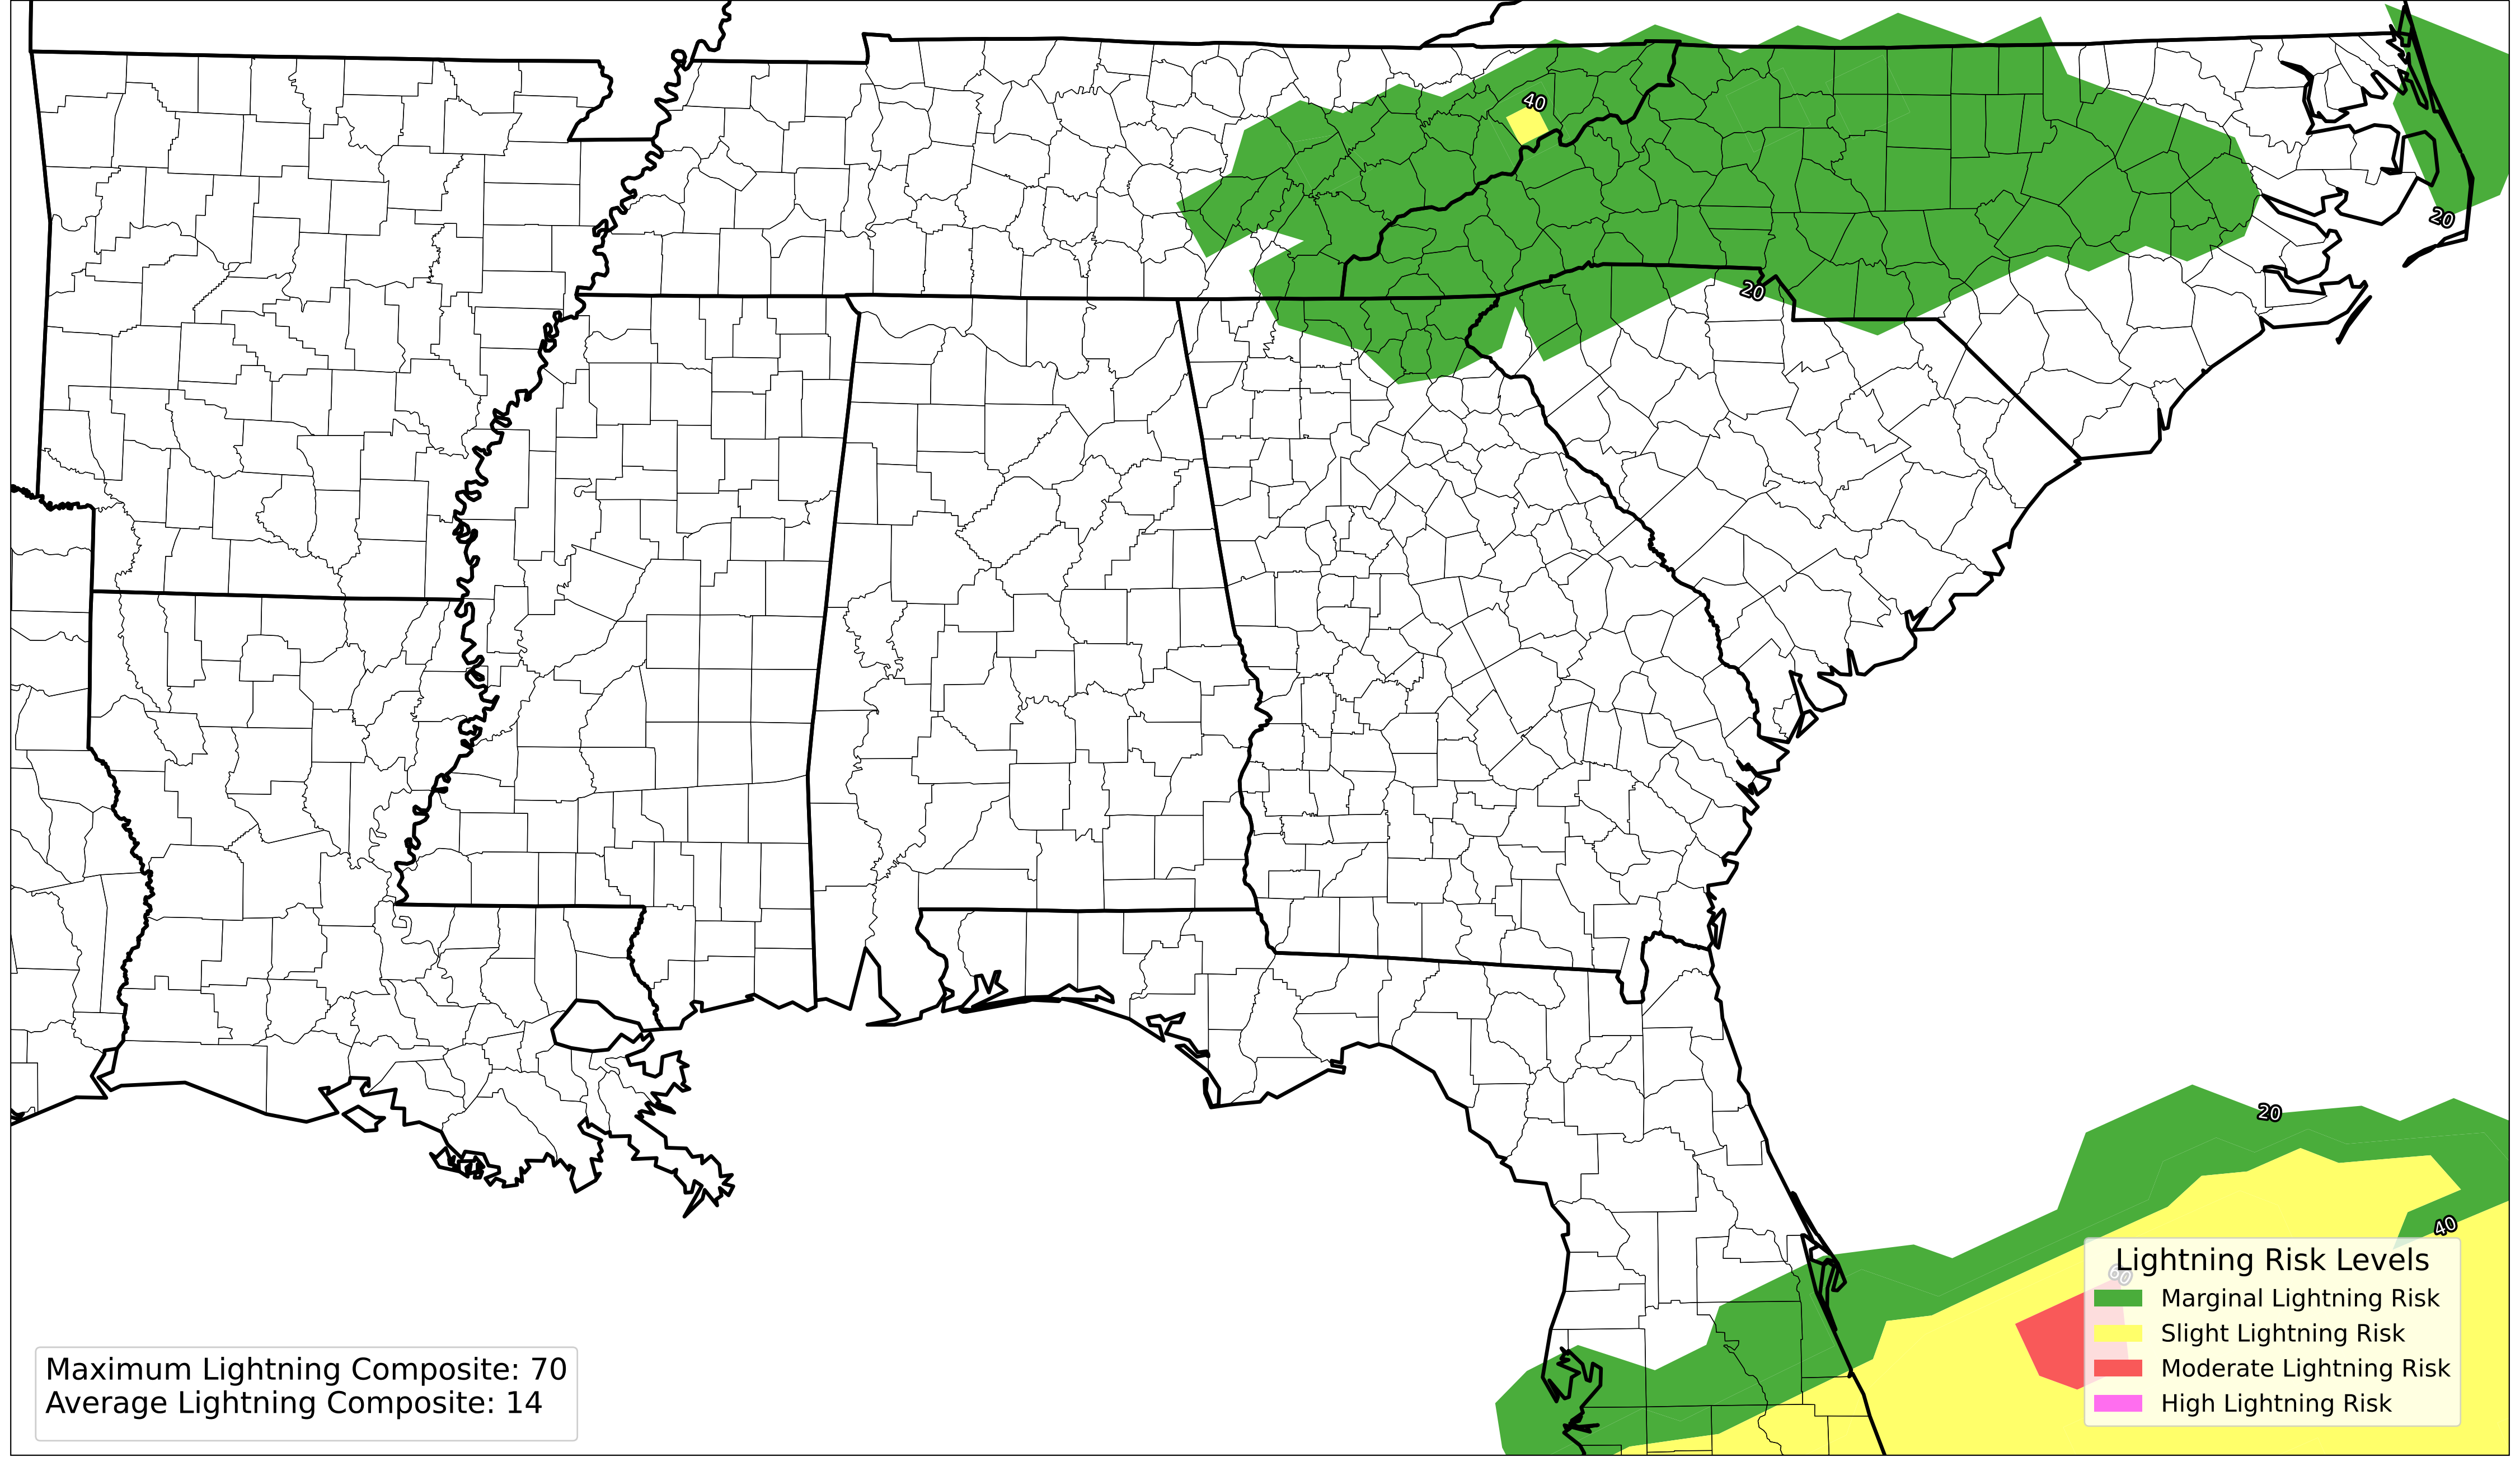 40
20
20
20
40
60
Lightning Risk Levels
Marginal Lightning Risk
Slight Lightning Risk
Moderate Lightning Risk
High Lightning Risk
Maximum Lightning Composite: 70
Average Lightning Composite: 14